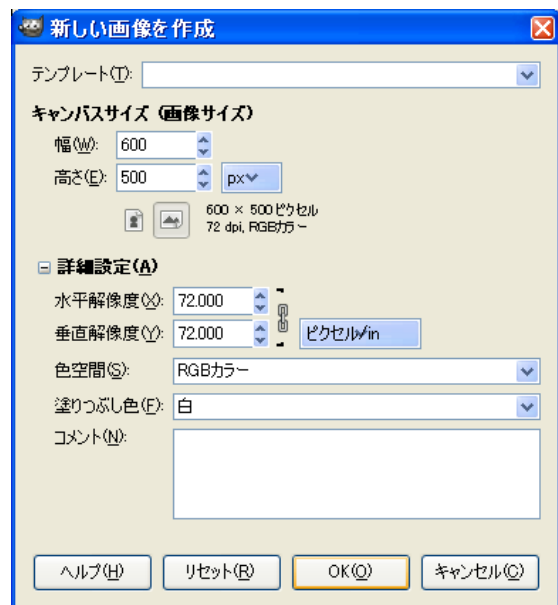 新しい画像を作成
テンプレート(T):
キャンバスサイズ (画像サイズ)
幅(W): 600
高さ(E): 500 px
600 × 500 ピクセル
72 dpi, RGBカラー
詳細設定(A)
水平解像度(X): 72.000
垂直解像度(Y): 72.000 ピクセル/in
色空間(S): RGBカラー
塗りつぶし色(F): 白
コメント(N):
ヘルプ(H) リセット(R) OK(O) キャンセル(C)